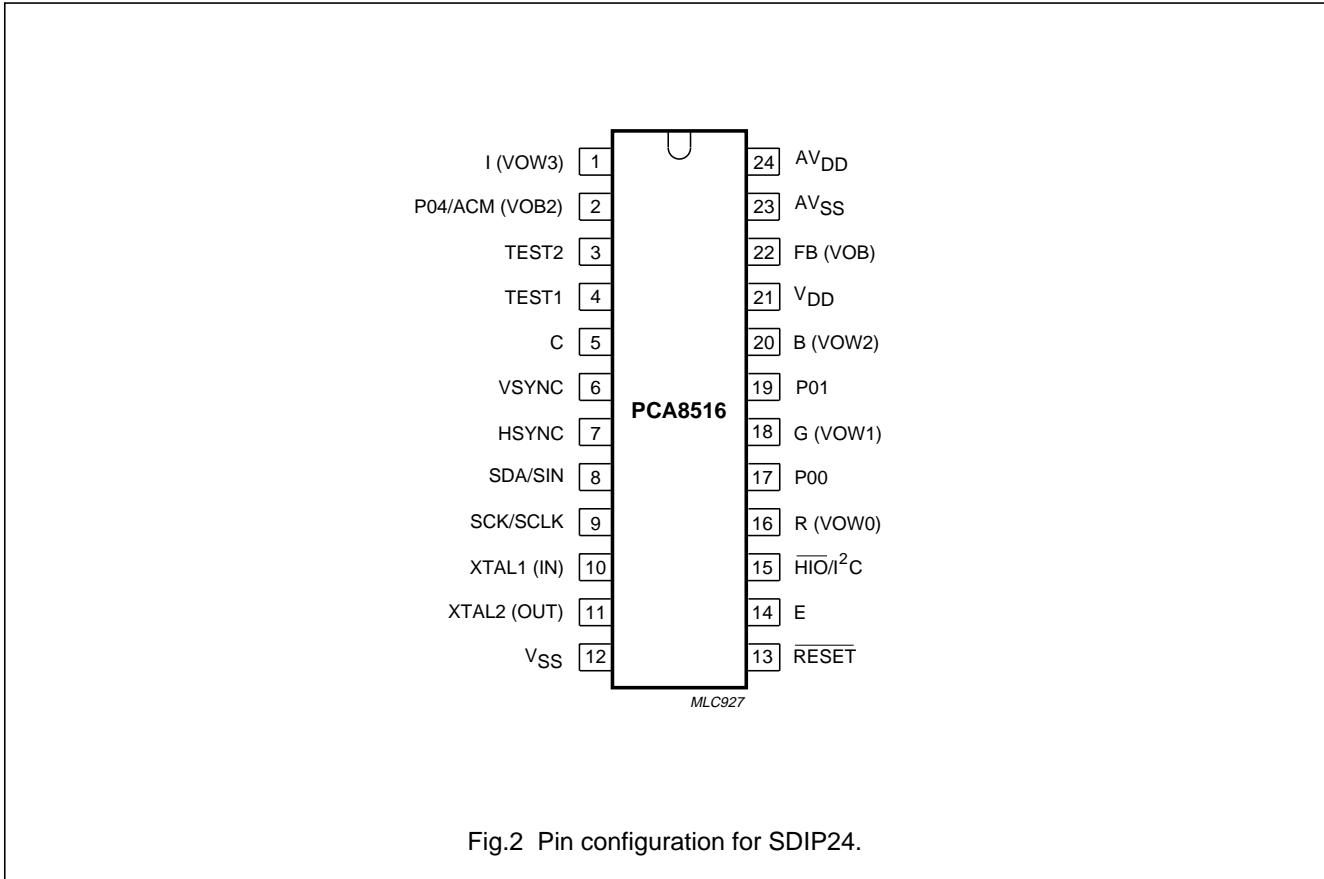 I (VOW3) 1 24 AVDD
P04/ACM (VOB2) 2 23 AVSS
TEST2 3 22 FB (VOB)
TEST1 4 21 VDD
C 5 20 B (VOW2)
VSYNC 6 19 P01
PCA8516
HSYNC 7 18 G (VOW1)
SDA/SIN 8 17 P00
SCK/SCLK 9 16 R (VOW0)
XTAL1 (IN) 10 15 H̅I̅O̅/I²C
XTAL2 (OUT) 11 14 E
VSS 12 13 R̅E̅S̅E̅T̅
MLC927
Fig.2 Pin configuration for SDIP24.